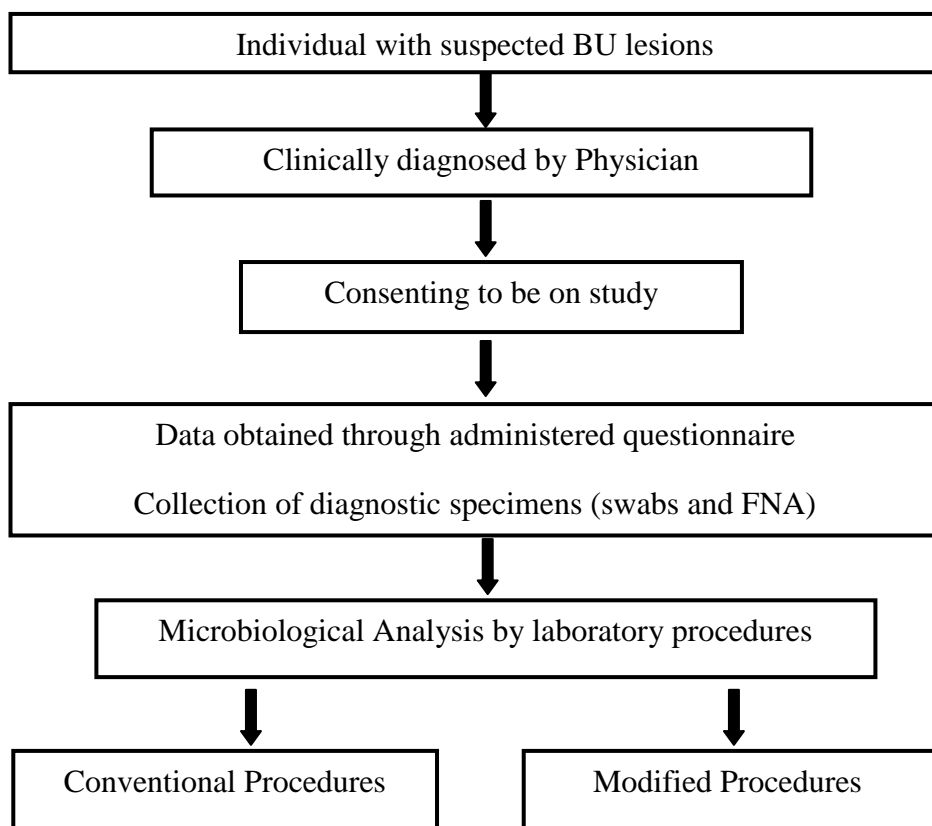 Individual with suspected BU lesions
Clinically diagnosed by Physician
Consenting to be on study
Data obtained through administered questionnaire
Collection of diagnostic specimens (swabs and FNA)
Microbiological Analysis by laboratory procedures
Conventional Procedures
Modified Procedures